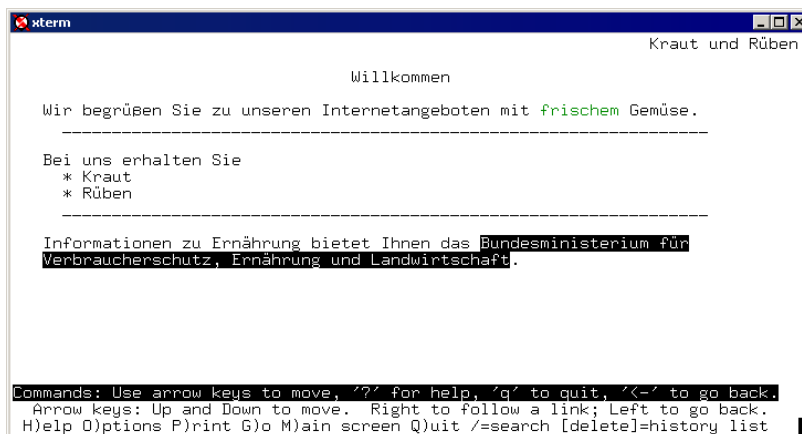 xterm
Kraut und Rüben
Willkommen
Wir begrüßen Sie zu unseren Internetangeboten mit frischem Gemüse.
Bei uns erhalten Sie
* Kraut
* Rüben
Informationen zu Ernährung bietet Ihnen das Bundesministerium für
Verbraucherschutz, Ernährung und Landwirtschaft.
Commands: Use arrow keys to move, '?' for help, 'q' to quit, '<-' to go back.
Arrow keys: Up and Down to move.  Right to follow a link; Left to go back.
H)elp O)ptions P)rint G)o M)ain screen Q)uit /=search [delete]=history list